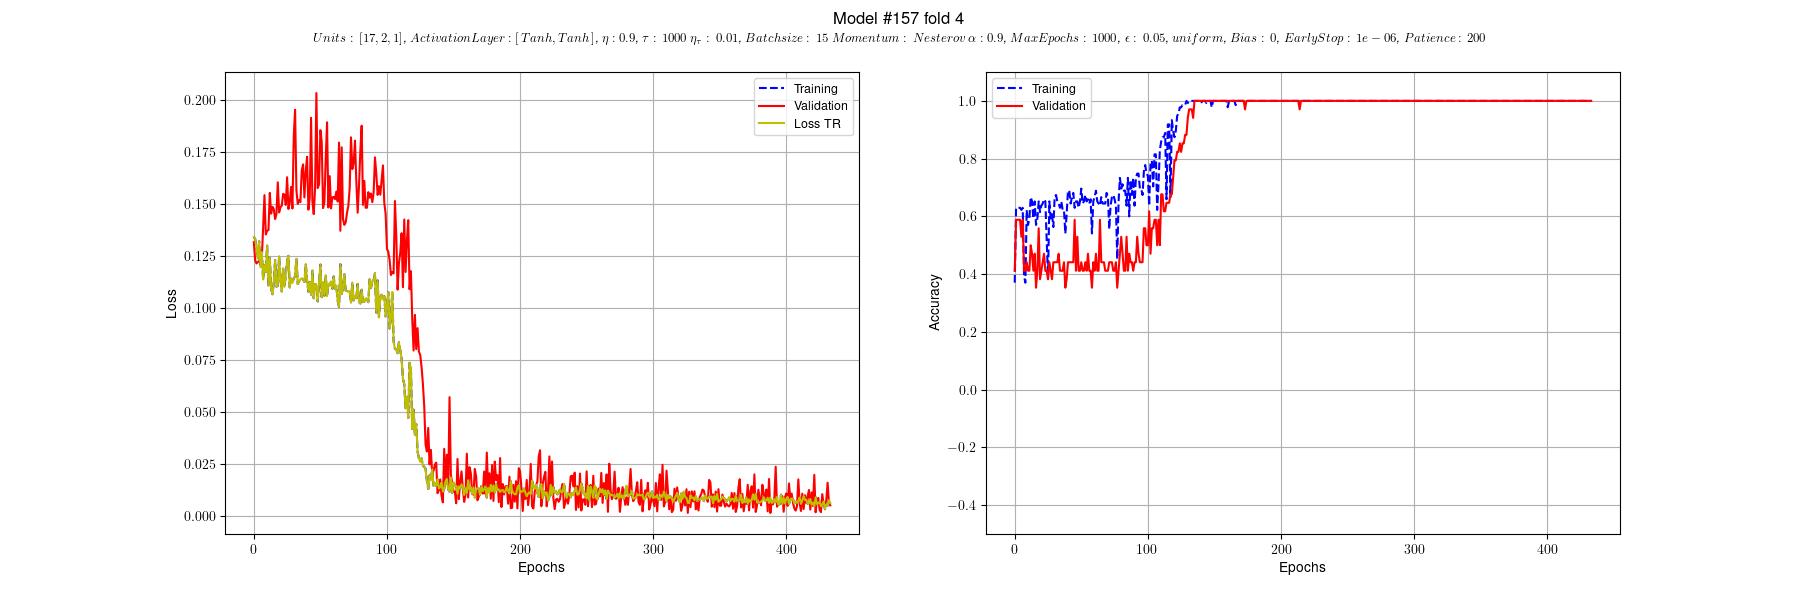 Model #157 fold 4
Units : [17, 2, 1], ActivationLayer : [Tanh, Tanh], η : 0.9, τ : 1000 η_τ : 0.01, Batchsize : 15 Momentum : Nesterov α : 0.9, MaxEpochs : 1000, ϵ : 0.05, uniform, Bias : 0, EarlyStop : 1e − 06, Patience : 200
Loss
0.200
0.175
0.150
0.125
0.100
0.075
0.050
0.025
0.000
Training
Validation
Loss TR
0 100 200 300 400
Epochs
Accuracy
1.0
0.8
0.6
0.4
0.2
0.0
−0.2
−0.4
Training
Validation
0 100 200 300 400
Epochs